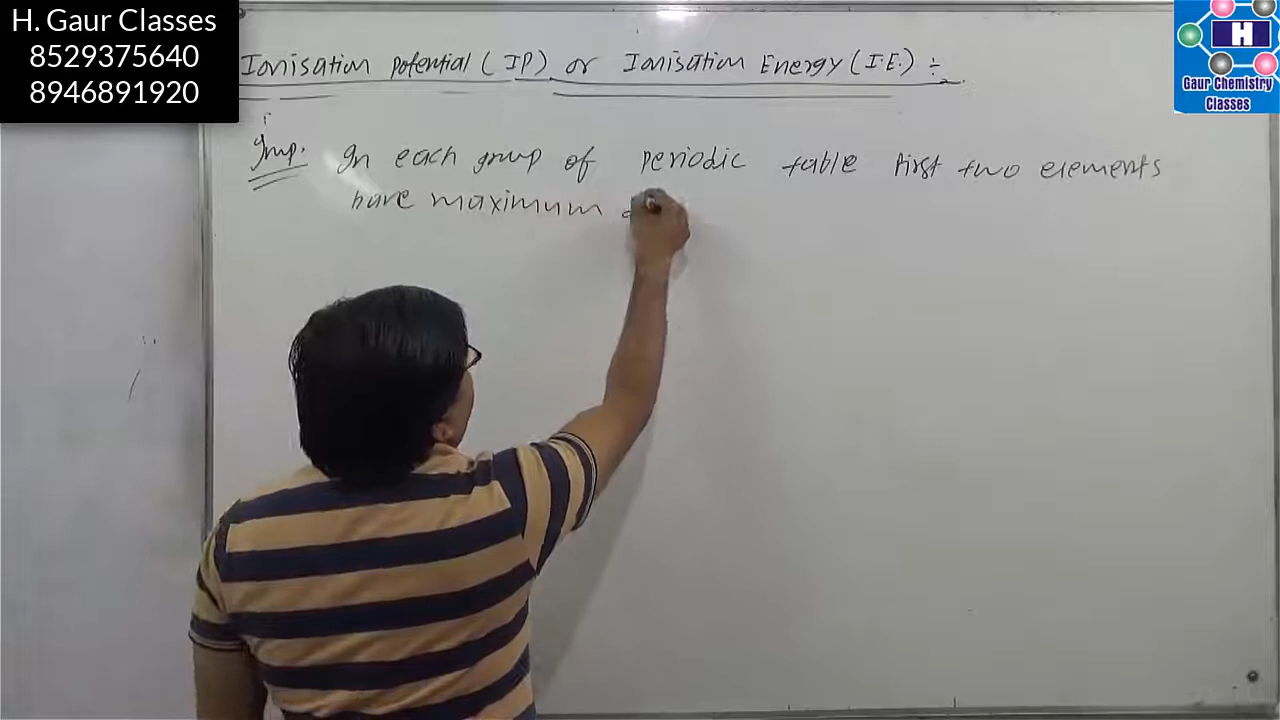 H. Gaur Classes
8529375640
8946891920
H
Gaur Chemistry
Classes
Ionisation potential (IP) or Ionisation Energy (I.E.) ÷
Imp. In each group of periodic table first two elements
have maximum